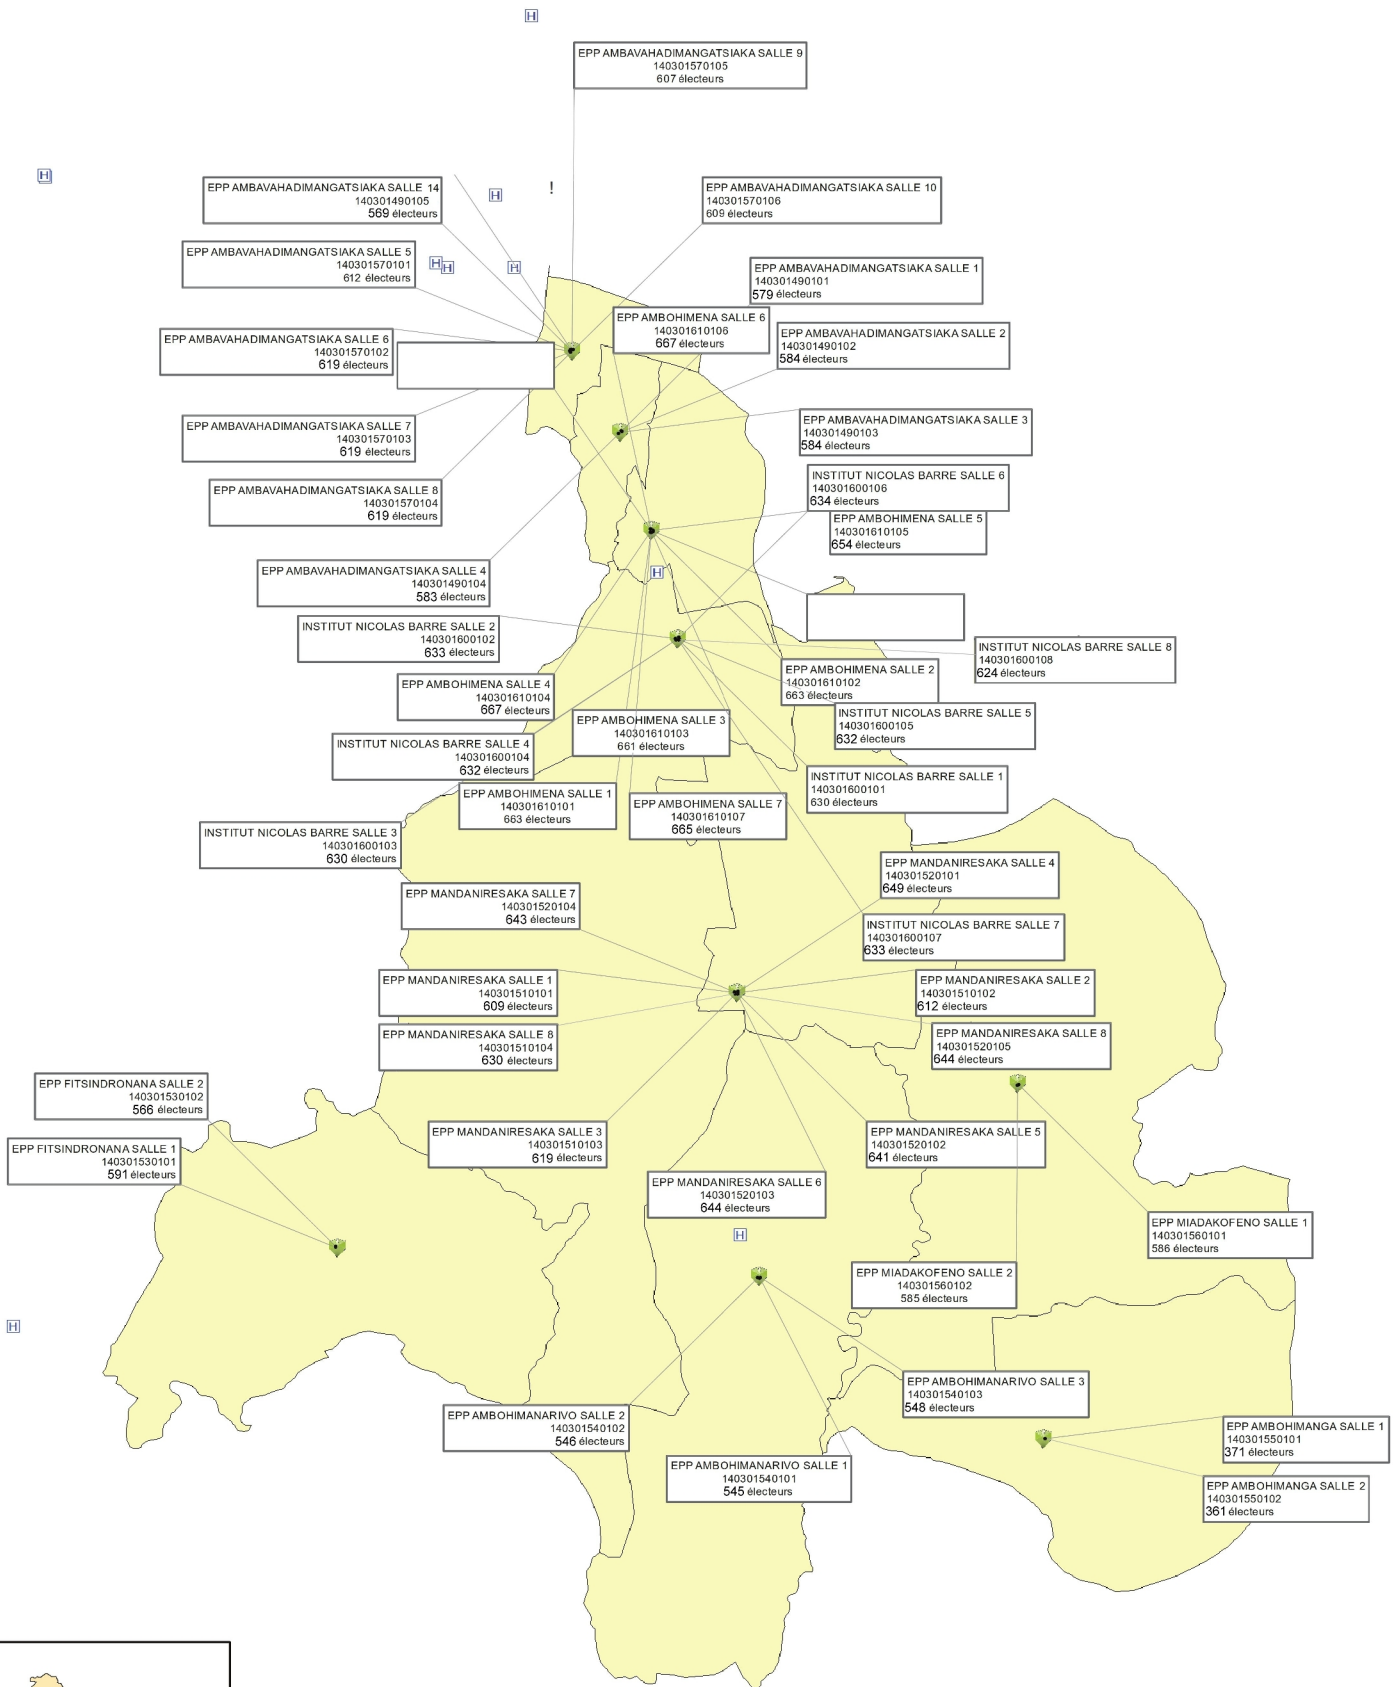 H
EPP AMBAVAHADIMANGATSIAKA SALLE 9
140301570105
607 électeurs
H
EPP AMBAVAHADIMANGATSIAKA SALLE 14
140301490105
569 électeurs
H
!
EPP AMBAVAHADIMANGATSIAKA SALLE 10
140301570106
609 électeurs
EPP AMBAVAHADIMANGATSIAKA SALLE 5
140301570101
612 électeurs
H
H
H
EPP AMBAVAHADIMANGATSIAKA SALLE 1
140301490101
579 électeurs
EPP AMBOHIMENA SALLE 6
140301610106
667 électeurs
EPP AMBAVAHADIMANGATSIAKA SALLE 2
140301490102
584 électeurs
EPP AMBAVAHADIMANGATSIAKA SALLE 6
140301570102
619 électeurs
EPP AMBAVAHADIMANGATSIAKA SALLE 7
140301570103
619 électeurs
EPP AMBAVAHADIMANGATSIAKA SALLE 3
140301490103
584 électeurs
EPP AMBAVAHADIMANGATSIAKA SALLE 8
140301570104
619 électeurs
INSTITUT NICOLAS BARRE SALLE 6
140301600106
634 électeurs
EPP AMBOHIMENA SALLE 5
140301610105
654 électeurs
EPP AMBAVAHADIMANGATSIAKA SALLE 4
140301490104
583 électeurs
H
INSTITUT NICOLAS BARRE SALLE 2
140301600102
633 électeurs
INSTITUT NICOLAS BARRE SALLE 8
140301600108
624 électeurs
EPP AMBOHIMENA SALLE 4
140301610104
667 électeurs
EPP AMBOHIMENA SALLE 2
140301610102
663 électeurs
EPP AMBOHIMENA SALLE 3
140301610103
661 électeurs
INSTITUT NICOLAS BARRE SALLE 5
140301600105
632 électeurs
INSTITUT NICOLAS BARRE SALLE 4
140301600104
632 électeurs
INSTITUT NICOLAS BARRE SALLE 1
140301600101
630 électeurs
EPP AMBOHIMENA SALLE 1
140301610101
663 électeurs
EPP AMBOHIMENA SALLE 7
140301610107
665 électeurs
INSTITUT NICOLAS BARRE SALLE 3
140301600103
630 électeurs
EPP MANDANIRESAKA SALLE 4
140301520101
649 électeurs
EPP MANDANIRESAKA SALLE 7
140301520104
643 électeurs
INSTITUT NICOLAS BARRE SALLE 7
140301600107
633 électeurs
EPP MANDANIRESAKA SALLE 1
140301510101
609 électeurs
EPP MANDANIRESAKA SALLE 2
140301510102
612 électeurs
EPP MANDANIRESAKA SALLE 8
140301510104
630 électeurs
EPP MANDANIRESAKA SALLE 8
140301520105
644 électeurs
EPP FITSINDRONANA SALLE 2
140301530102
566 électeurs
EPP MANDANIRESAKA SALLE 3
140301510103
619 électeurs
EPP MANDANIRESAKA SALLE 5
140301520102
641 électeurs
EPP FITSINDRONANA SALLE 1
140301530101
591 électeurs
EPP MANDANIRESAKA SALLE 6
140301520103
644 électeurs
EPP MIADAKOFENO SALLE 1
140301560101
586 électeurs
H
EPP MIADAKOFENO SALLE 2
140301560102
585 électeurs
H
EPP AMBOHIMANARIVO SALLE 3
140301540103
548 électeurs
EPP AMBOHIMANARIVO SALLE 2
140301540102
546 électeurs
EPP AMBOHIMANGA SALLE 1
140301550101
371 électeurs
EPP AMBOHIMANARIVO SALLE 1
140301540101
545 électeurs
EPP AMBOHIMANGA SALLE 2
140301550102
361 électeurs